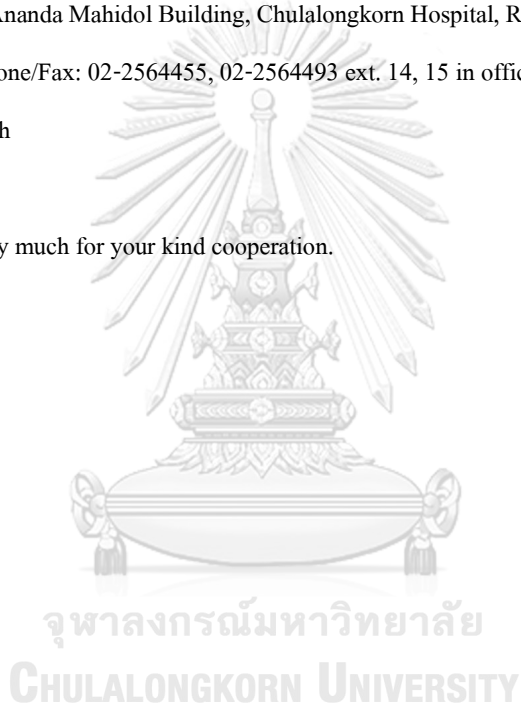 Ananda Mahidol Building, Chulalongkorn Hospital, R
one/Fax: 02-2564455, 02-2564493 ext. 14, 15 in offic
h
y much for your kind cooperation.
จุฬาลงกรณ์มหาวิทยาลัย
CHULALONGKORN UNIVERSITY